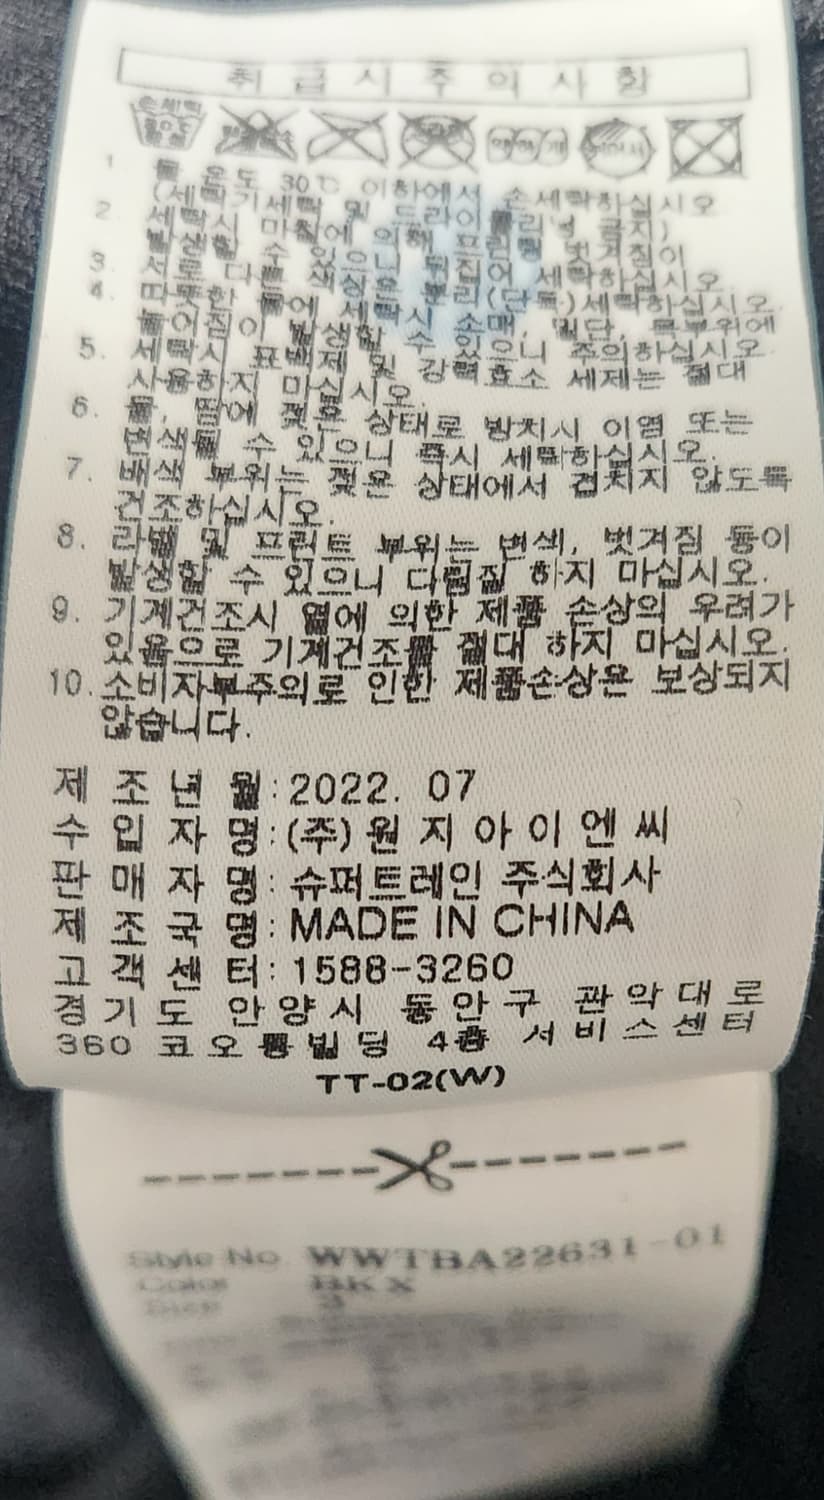 취급시주의사항
손세탁
약하게
1 물 온도 30℃ 이하에서 손세탁하십시오
(세탁기세탁 및 드라이클리닝 금지)
2. 세탁시 마찰에 의해 프린팅 벗겨짐이
발생할 수 있으니 뒤집어 세탁하십시오.
3. 서로 다른 색상은 분리(단독)세탁하십시오.
4. 따뜻한 물에 세탁시 소매, 밑단, 목부위에
늘어짐이 발생할 수 있으니 주의하십시오
5. 세탁시 표백제 및 강력효소 세제는 절대
사용하지 마십시오.
6. 물, 땀에 젖은 상태로 방치시 이염 또는
변색될 수 있으니 즉시 세탁하십시오.
7. 배색 부위는 젖은 상태에서 겹치지 않도록
건조하십시오.
8. 라벨 및 프린트 부위는 변색, 벗겨짐 등이
발생할 수 있으니 다림질 하지 마십시오.
9. 기계건조시 열에 의한 제품 손상의 우려가
있음으로 기계건조를 절대 하지 마십시오.
10. 소비자부주의로 인한 제품손상은 보상되지
않습니다.
제조년월:2022. 07
수입자명:(주)원지아이엔씨
판매자명:슈퍼트레인 주식회사
제조국명:MADE IN CHINA
고객센터:1588-3260
경기도 안양시 동안구 관악대로
360 코오롱빌딩 4층 서비스센터
TT-02(W)
Style No WWTBA22631-01
Color BKX
Size